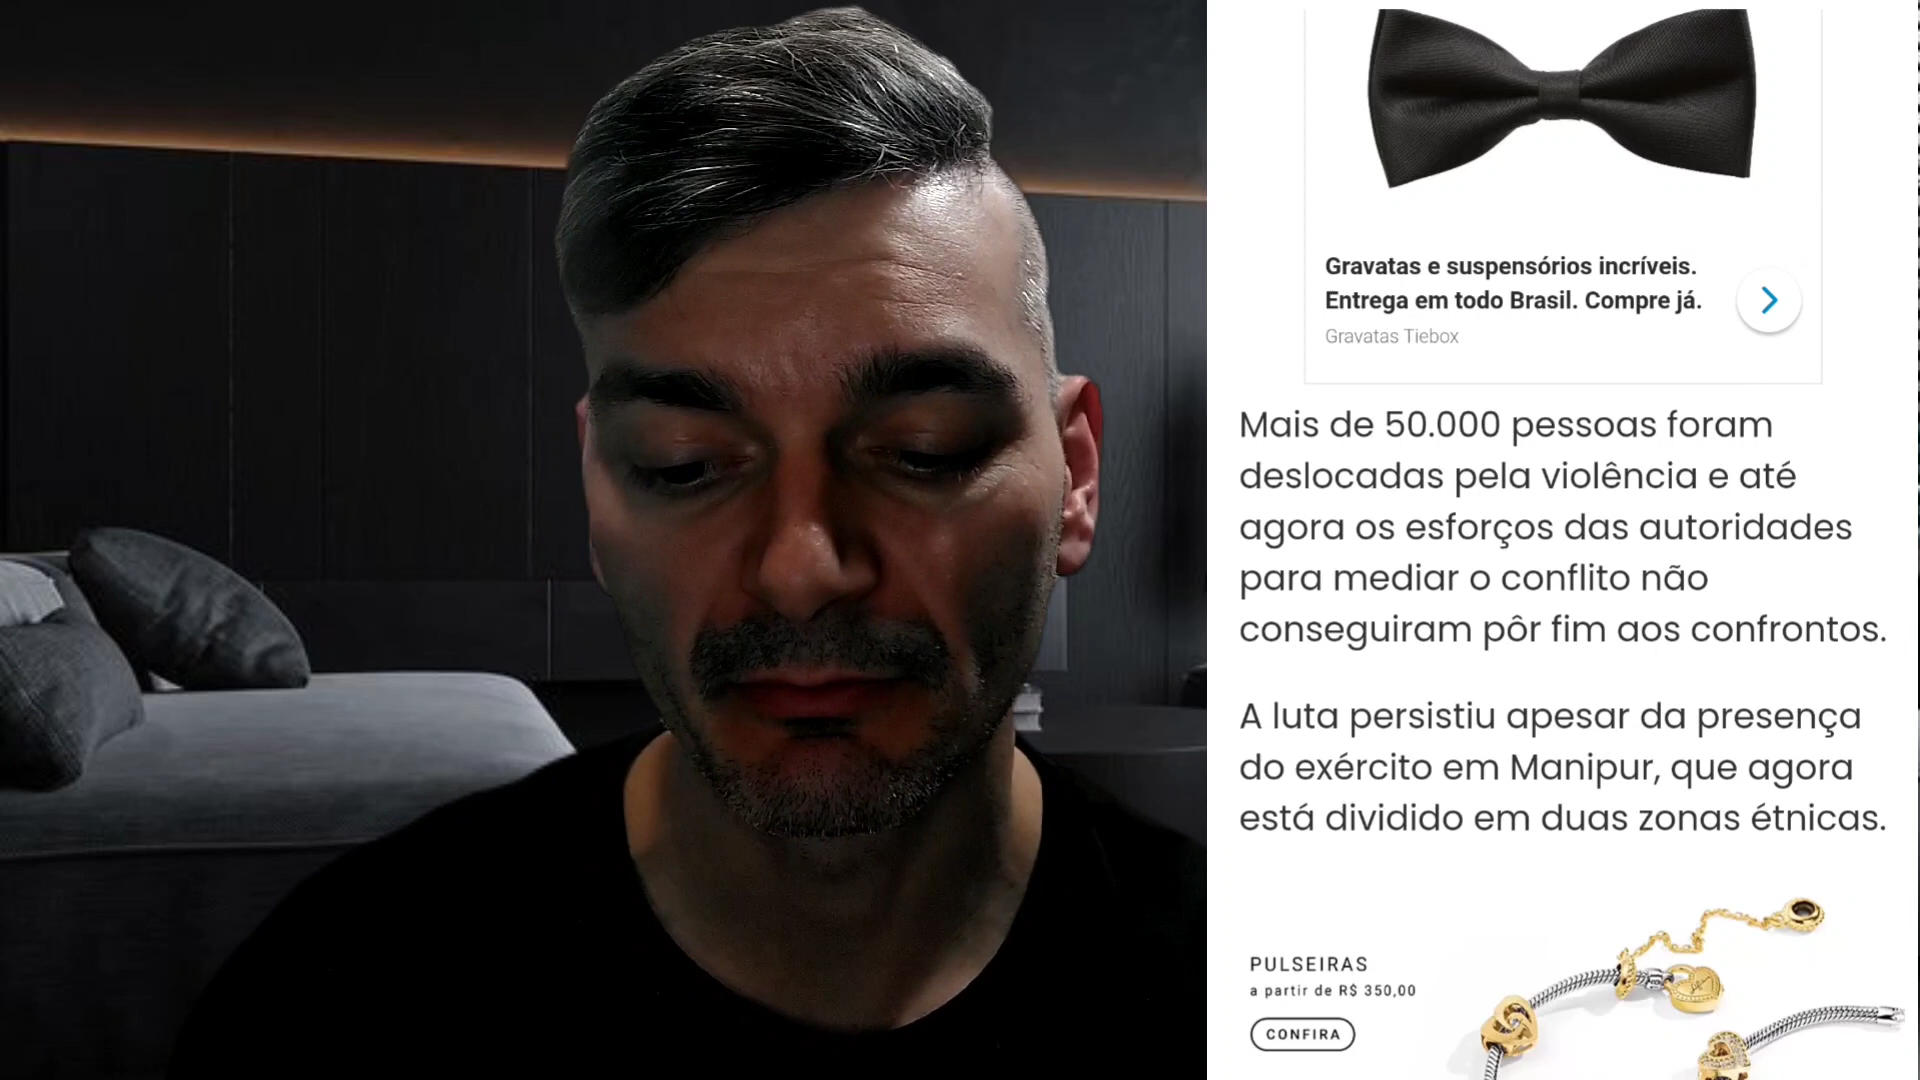 Gravatas e suspensórios incríveis.
Entrega em todo Brasil. Compre já.
Gravatas Tiebox
Mais de 50.000 pessoas foram
deslocadas pela violência e até
agora os esforços das autoridades
para mediar o conflito não
conseguiram pôr fim aos confrontos.
A luta persistiu apesar da presença
do exército em Manipur, que agora
está dividido em duas zonas étnicas.
PULSEIRAS
a partir de R$ 350,00
CONFIRA